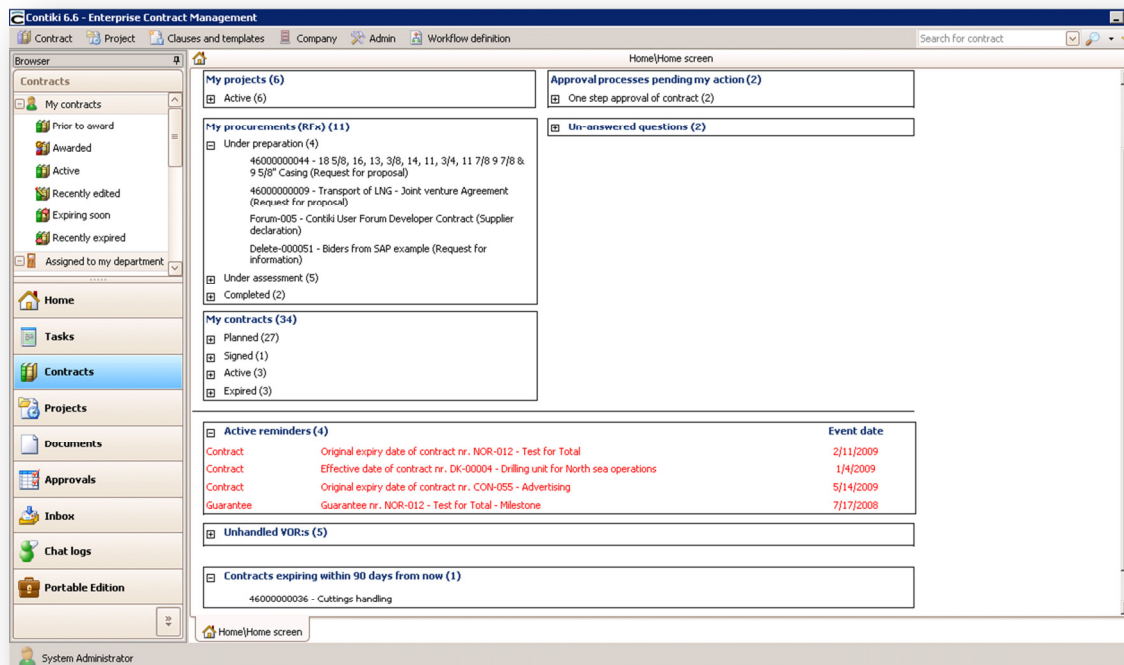 Contiki 6.6 - Enterprise Contract Management
Contract Project Clauses and templates Company Admin Workflow definition Search for contract
Browser
Home\Home screen
Contracts
My contracts
Prior to award
Awarded
Active
Recently edited
Expiring soon
Recently expired
Assigned to my department
Home
Tasks
Contracts
Projects
Documents
Approvals
Inbox
Chat logs
Portable Edition
My projects (6)
Active (6)
My procurements (RFx) (11)
Under preparation (4)
46000000044 - 18 5/8, 16, 13, 3/8, 14, 11, 3/4, 11 7/8 9 7/8 &
9 5/8" Casing (Request for proposal)
46000000009 - Transport of LNG - Joint venture Agreement
(Request for proposal)
Forum-005 - Contiki User Forum Developer Contract (Supplier
declaration)
Delete-000051 - Biders from SAP example (Request for
information)
Under assessment (5)
Completed (2)
My contracts (34)
Planned (27)
Signed (1)
Active (3)
Expired (3)
Approval processes pending my action (2)
One step approval of contract (2)
Un-answered questions (2)
Active reminders (4) Event date
Contract Original expiry date of contract nr. NOR-012 - Test for Total 2/11/2009
Contract Effective date of contract nr. DK-00004 - Drilling unit for North sea operations 1/4/2009
Contract Original expiry date of contract nr. CON-055 - Advertising 5/14/2009
Guarantee Guarantee nr. NOR-012 - Test for Total - Milestone 7/17/2008
Unhandled VOR:s (5)
Contracts expiring within 90 days from now (1)
46000000036 - Cuttings handling
Home\Home screen
System Administrator